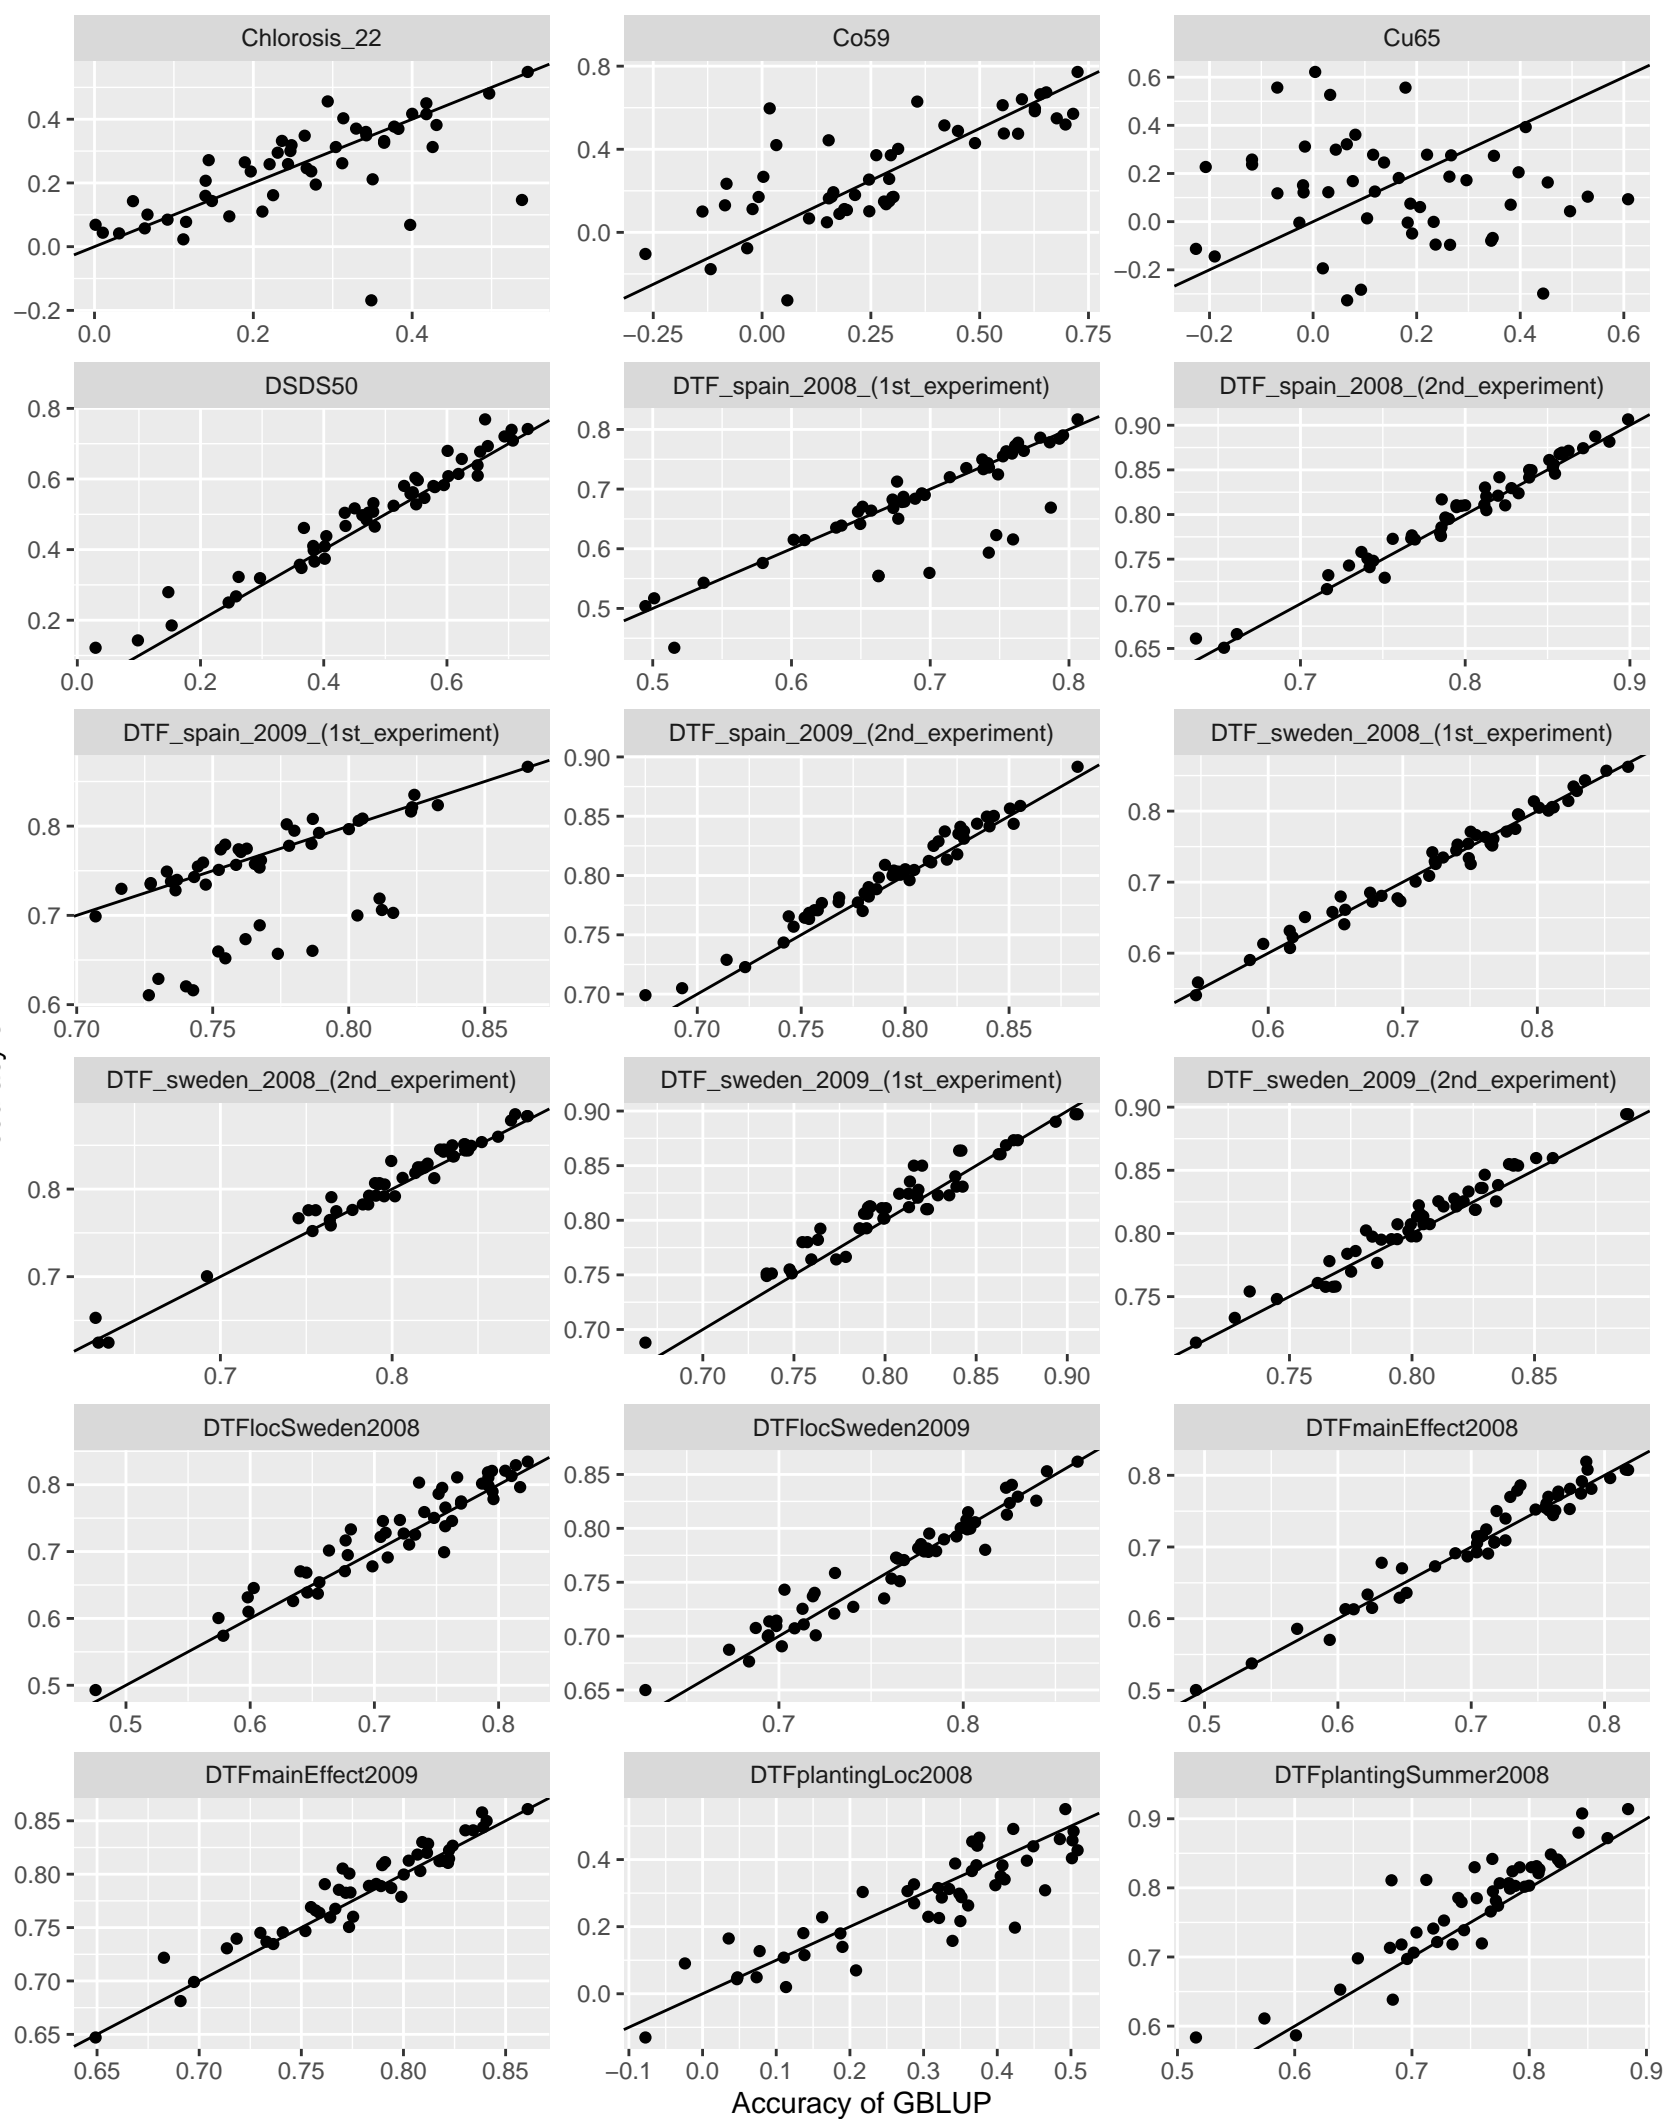 Chlorosis_22 Co59 Cu65
0.4 0.2 0.0 −0.2
0.8 0.4 0.0
0.6 0.4 0.2 0.0 −0.2
0.0 0.2 0.4
−0.25 0.00 0.25 0.50 0.75
−0.2 0.0 0.2 0.4 0.6
DSDS50 DTF_spain_2008_(1st_experiment) DTF_spain_2008_(2nd_experiment)
0.8 0.6 0.4 0.2
0.8 0.7 0.6 0.5
0.90 0.85 0.80 0.75 0.70 0.65
0.0 0.2 0.4 0.6
0.5 0.6 0.7 0.8
0.7 0.8 0.9
DTF_spain_2009_(1st_experiment) DTF_spain_2009_(2nd_experiment) DTF_sweden_2008_(1st_experiment)
0.8 0.7 0.6
0.90 0.85 0.80 0.75 0.70
0.8 0.7 0.6
0.70 0.75 0.80 0.85
0.70 0.75 0.80 0.85
0.6 0.7 0.8
DTF_sweden_2008_(2nd_experiment) DTF_sweden_2009_(1st_experiment) DTF_sweden_2009_(2nd_experiment)
0.8 0.7
0.90 0.85 0.80 0.75 0.70
0.90 0.85 0.80 0.75
0.7 0.8
0.70 0.75 0.80 0.85 0.90
0.75 0.80 0.85
DTFlocSweden2008 DTFlocSweden2009 DTFmainEffect2008
0.8 0.7 0.6 0.5
0.85 0.80 0.75 0.70 0.65
0.8 0.7 0.6 0.5
0.5 0.6 0.7 0.8
0.7 0.8
0.5 0.6 0.7 0.8
DTFmainEffect2009 DTFplantingLoc2008 DTFplantingSummer2008
0.85 0.80 0.75 0.70 0.65
0.4 0.2 0.0
0.9 0.8 0.7 0.6
0.65 0.70 0.75 0.80 0.85
−0.1 0.0 0.1 0.2 0.3 0.4 0.5
0.5 0.6 0.7 0.8 0.9
Accuracy of GBLUP